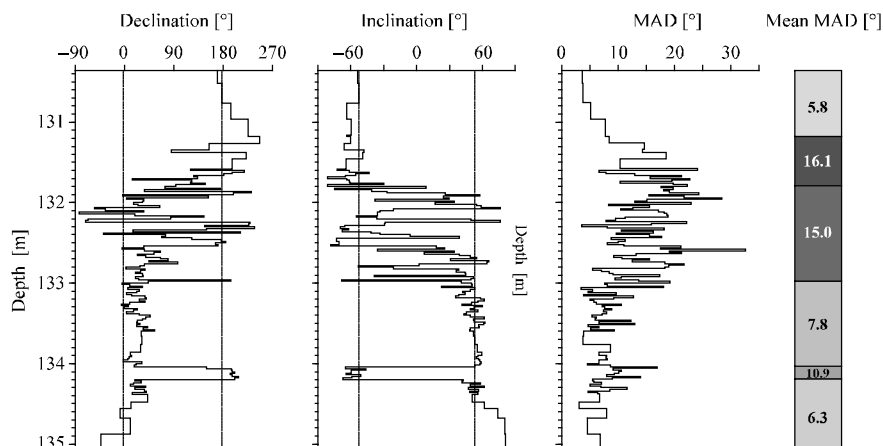 Declination [°] Inclination [°] MAD [°] Mean MAD [°]
−90 0 90 180 270 −60 0 60 0 10 20 30
5.8
131
16.1
132
15.0
Depth [m]
Depth [m]
133
7.8
134
10.9
6.3
135